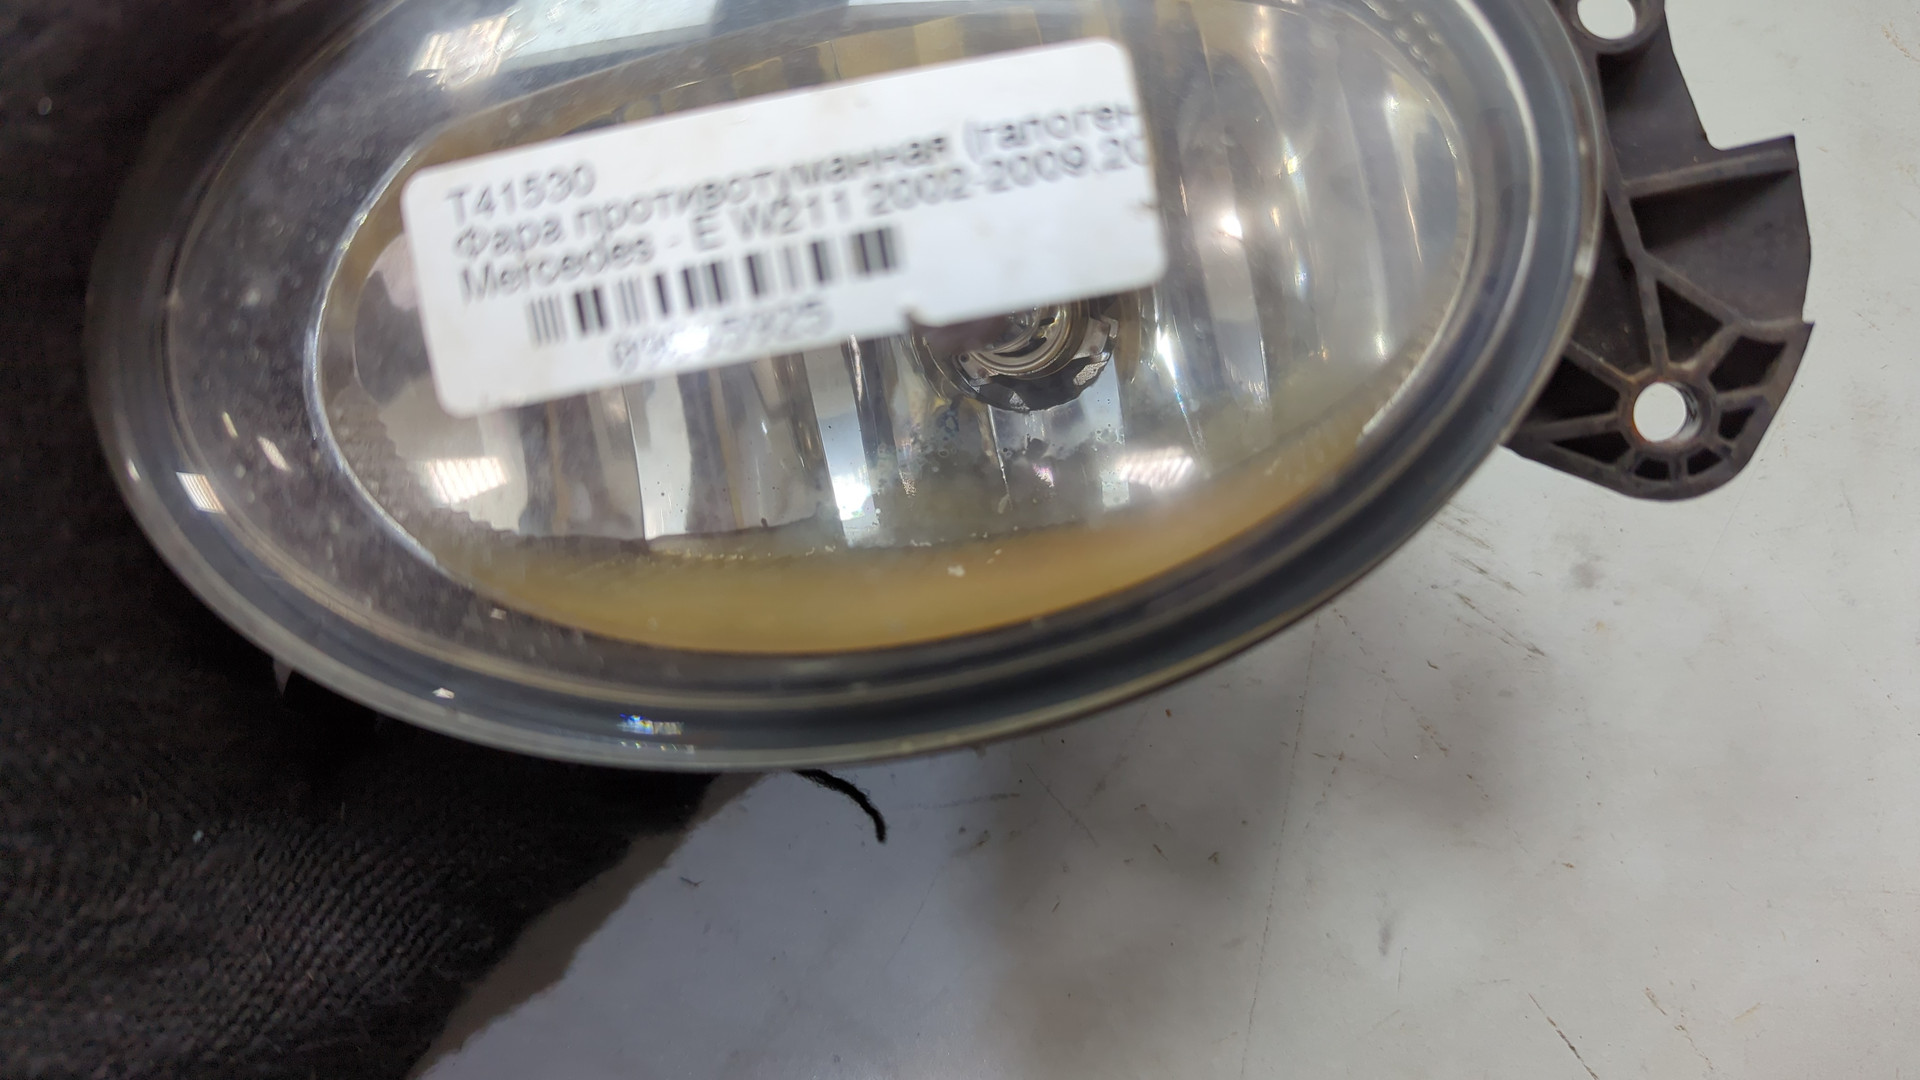 T41530
Фара противотуманная (галоген
Mercedes - E W211 2002-2009.20